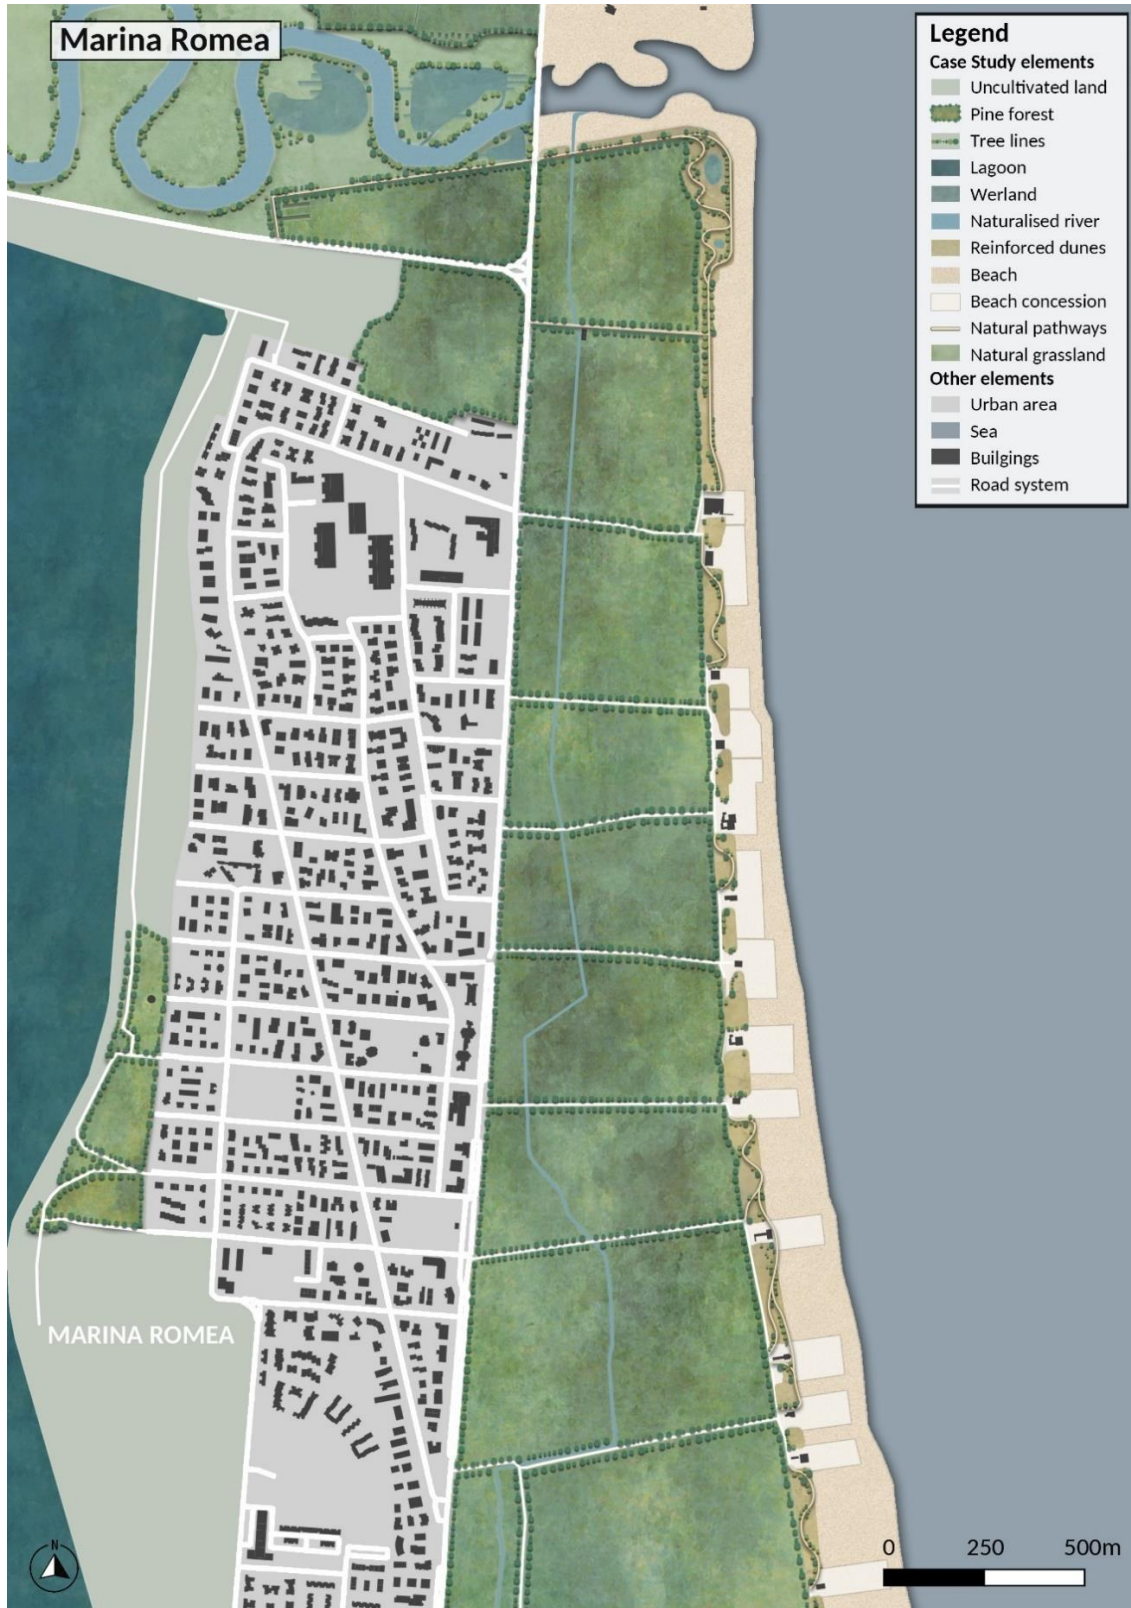 Marina Romea
Legend
Case Study elements
Uncultivated land
Pine forest
Tree lines
Lagoon
Werland
Naturalised river
Reinforced dunes
Beach
Beach concession
Natural pathways
Natural grassland
Other elements
Urban area
Sea
Builgings
Road system
MARINA ROMEA
N
0 250 500m